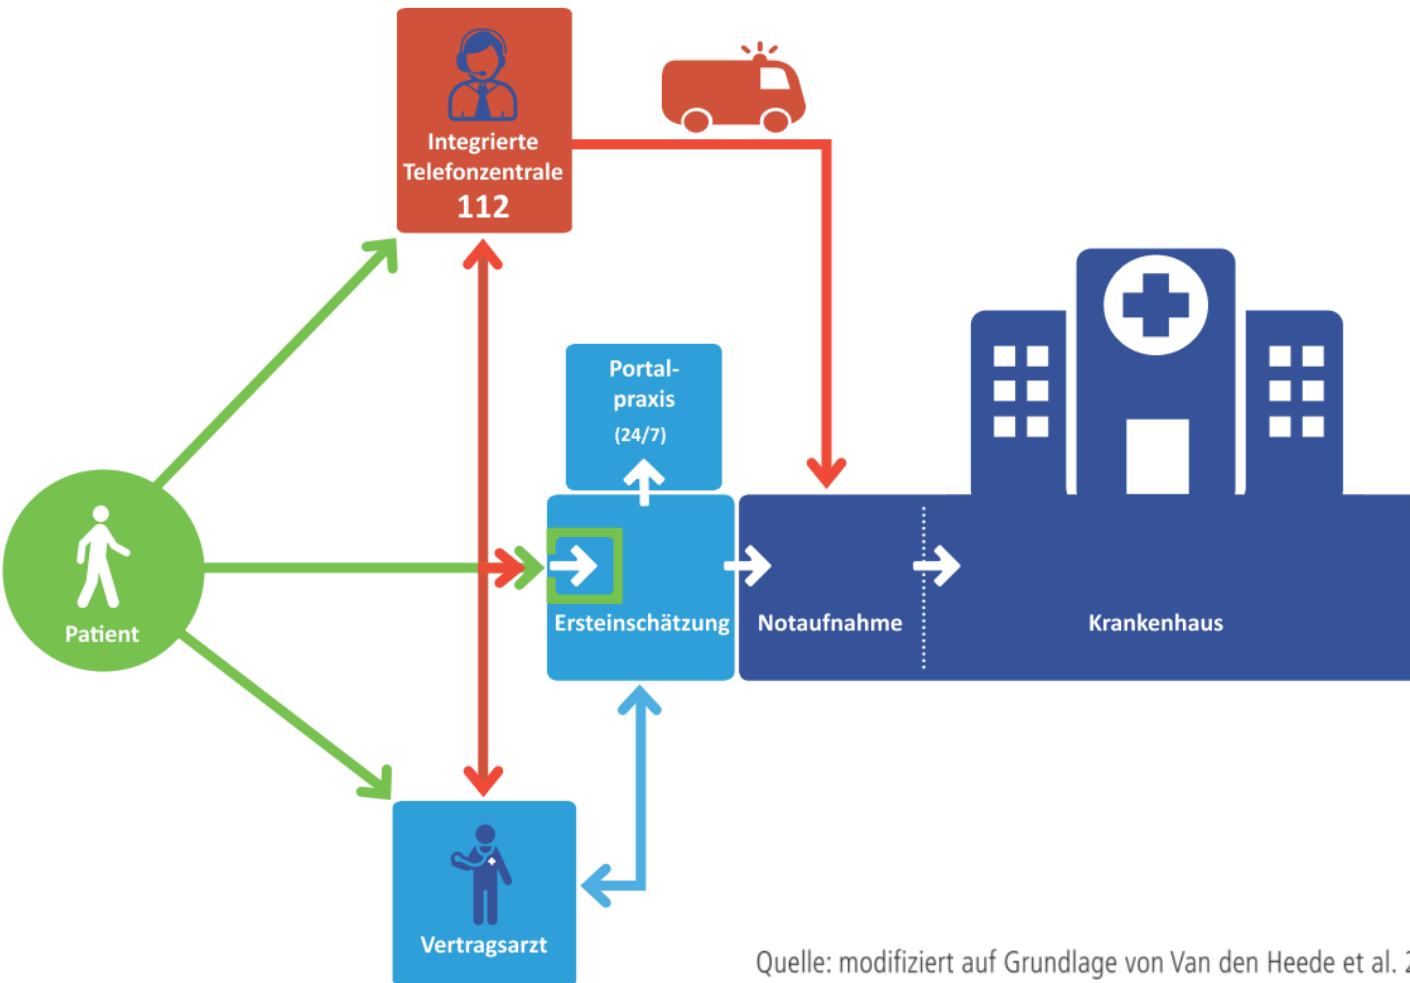 Integrierte
Telefonzentrale
112
Portal-
praxis
(24/7)
Patient
Ersteinschätzung
Notaufnahme
Krankenhaus
Vertragsarzt
Quelle: modifiziert auf Grundlage von Van den Heede et al.